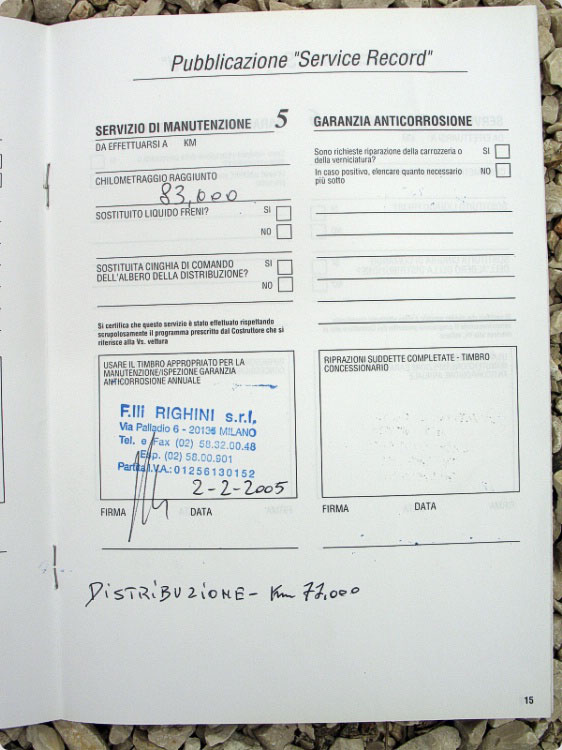 Pubblicazione "Service Record"
SERVIZIO DI MANUTENZIONE 5
DA EFFETTUARSI A KM
CHILOMETRAGGIO RAGGIUNTO
83,000
SOSTITUITO LIQUIDO FRENI? SI
NO
SOSTITUITA CINGHIA DI COMANDO SI
DELL'ALBERO DELLA DISTRIBUZIONE?
NO
Si certifica che questo servizio è stato effettuato rispettando
scrupolosamente il programma prescritto dal Costruttore che si
riferisce alla Vs. vettura
USARE IL TIMBRO APPROPRIATO PER LA
MANUTENZIONE/ISPEZIONE GARANZIA
ANTICORROSIONE ANNUALE
F.lli RIGHINI s.r.l.
Via Palladio 6 - 20135 MILANO
Tel. e Fax (02) 58.32.00.48
Esp. (02) 58.00.901
Partita I.V.A.: 01256130152
2-2-2005
FIRMA DATA
GARANZIA ANTICORROSIONE
Sono richieste riparazione della carrozzeria o SI
della verniciatura?
In caso positivo, elencare quanto necessario NO
più sotto
RIPRAZIONI SUDDETTE COMPLETATE - TIMBRO
CONCESSIONARIO
FIRMA DATA
DISTRIBUZIONE - Km 77,000
15